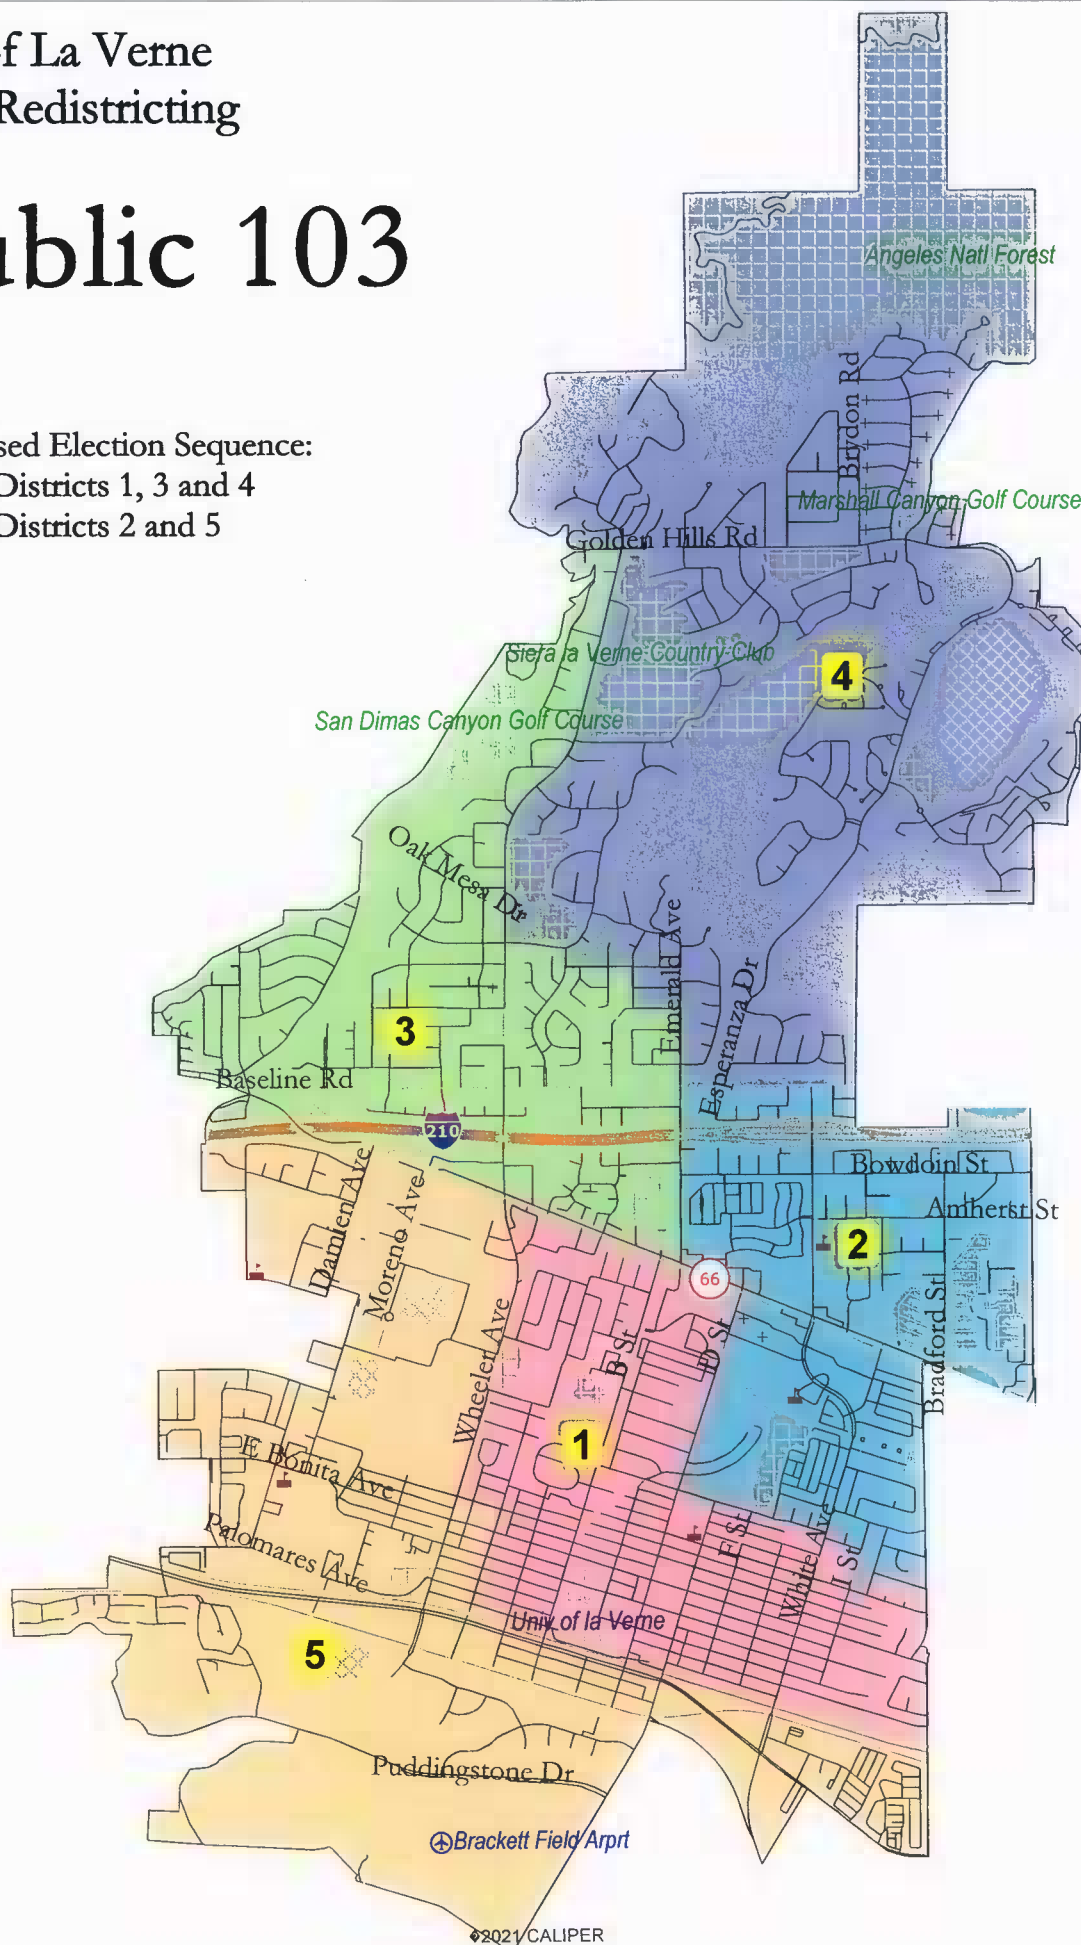 f La Verne
Redistricting
ublic 103
sed Election Sequence:
Districts 1, 3 and 4
Districts 2 and 5
Angeles Natl Forest
Brydon Rd
Marshall Canyon Golf Course
Golden Hills Rd
Siera la Verne Country Club
4
San Dimas Canyon Golf Course
Oak Mesa Dr
Emerald Ave
Esperanza Dr
3
Baseline Rd
210
Bowdoin St
Amherst St
Damien Ave
Moreno Ave
2
66
Bradford St
Wheeler Ave
B St
D St
1
E Bonita Ave
Palomares Ave
F St
White Ave
I St
Univ of la Verne
5
Puddingstone Dr
Brackett Field Arprt
�2021 CALIPER